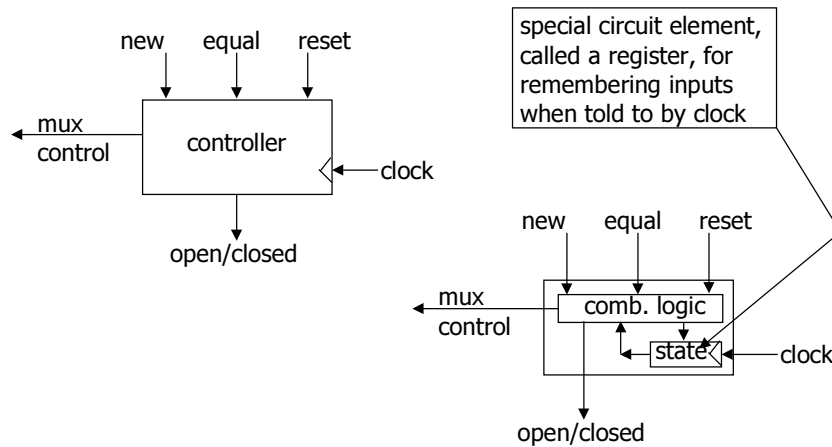 new equal reset
mux
control
controller
clock
open/closed
special circuit element,
called a register, for
remembering inputs
when told to by clock
new equal reset
mux
control
comb. logic
state
clock
open/closed